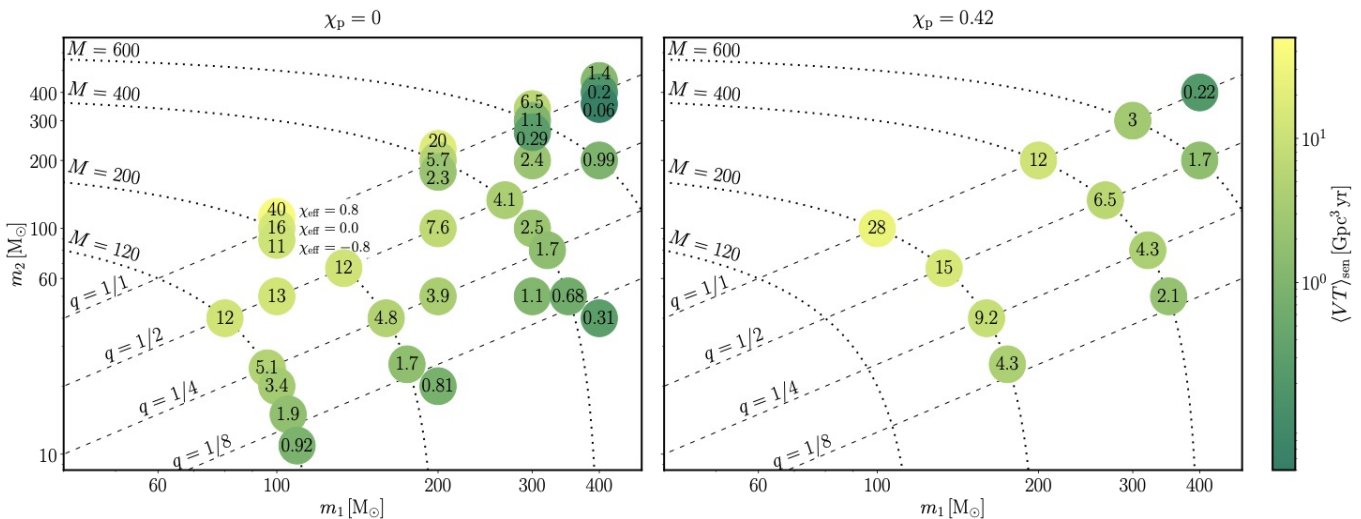 χp = 0
M = 600
M = 400
M = 200
M = 120
q = 1/1
q = 1/2
q = 1/4
q = 1/8
1.4
0.2
0.06
6.5
1.1
0.29
20
5.7
2.3
2.4
0.99
4.1
40 χeff = 0.8
16 χeff = 0.0
11 χeff = −0.8
7.6
2.5
1.7
12
13
3.9
1.1
0.68
0.31
12
4.8
5.1
3.4
1.7
0.81
1.9
0.92
400
300
200
100
60
10
m2 [M⊙]
60 100 200 300 400
m1 [M⊙]
χp = 0.42
M = 600
M = 400
M = 200
M = 120
q = 1/1
q = 1/2
q = 1/4
q = 1/8
0.22
3
12
1.7
6.5
28
4.3
15
2.1
9.2
4.3
60 100 200 300 400
m1 [M⊙]
10¹
10⁰
⟨VT⟩sen [Gpc³ yr]